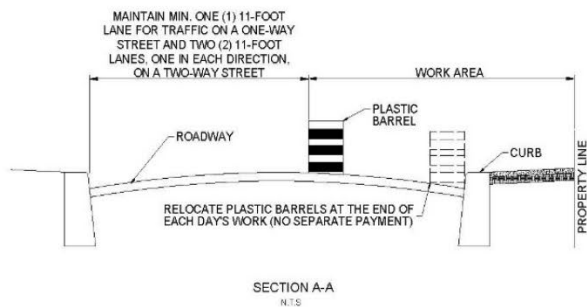 MAINTAIN MIN. ONE (1) 11-FOOT
LANE FOR TRAFFIC ON A ONE-WAY
STREET AND TWO (2) 11-FOOT
LANES, ONE IN EACH DIRECTION,
ON A TWO-WAY STREET
WORK AREA
PLASTIC
BARREL
ROADWAY
CURB
PROPERTY LINE
RELOCATE PLASTIC BARRELS AT THE END OF
EACH DAY'S WORK (NO SEPARATE PAYMENT)
SECTION A-A
N.T.S